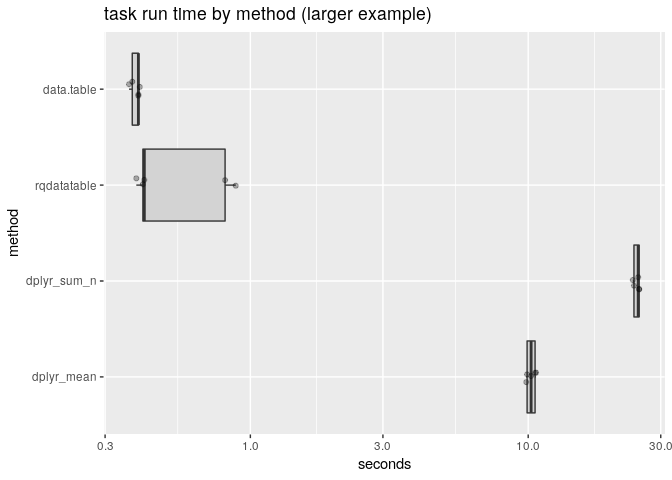 task run time by method (larger example)
method
data.table
rqdatatable
dplyr_sum_n
dplyr_mean
0.3 1.0 3.0 10.0 30.0
seconds